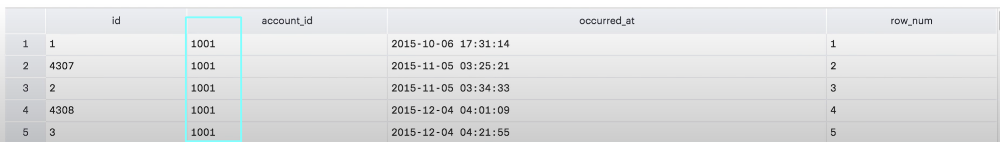 id account_id occurred_at row_num
1 1 1001 2015-10-06 17:31:14 1
2 4307 1001 2015-11-05 03:25:21 2
3 2 1001 2015-11-05 03:34:33 3
4 4308 1001 2015-12-04 04:01:09 4
5 3 1001 2015-12-04 04:21:55 5